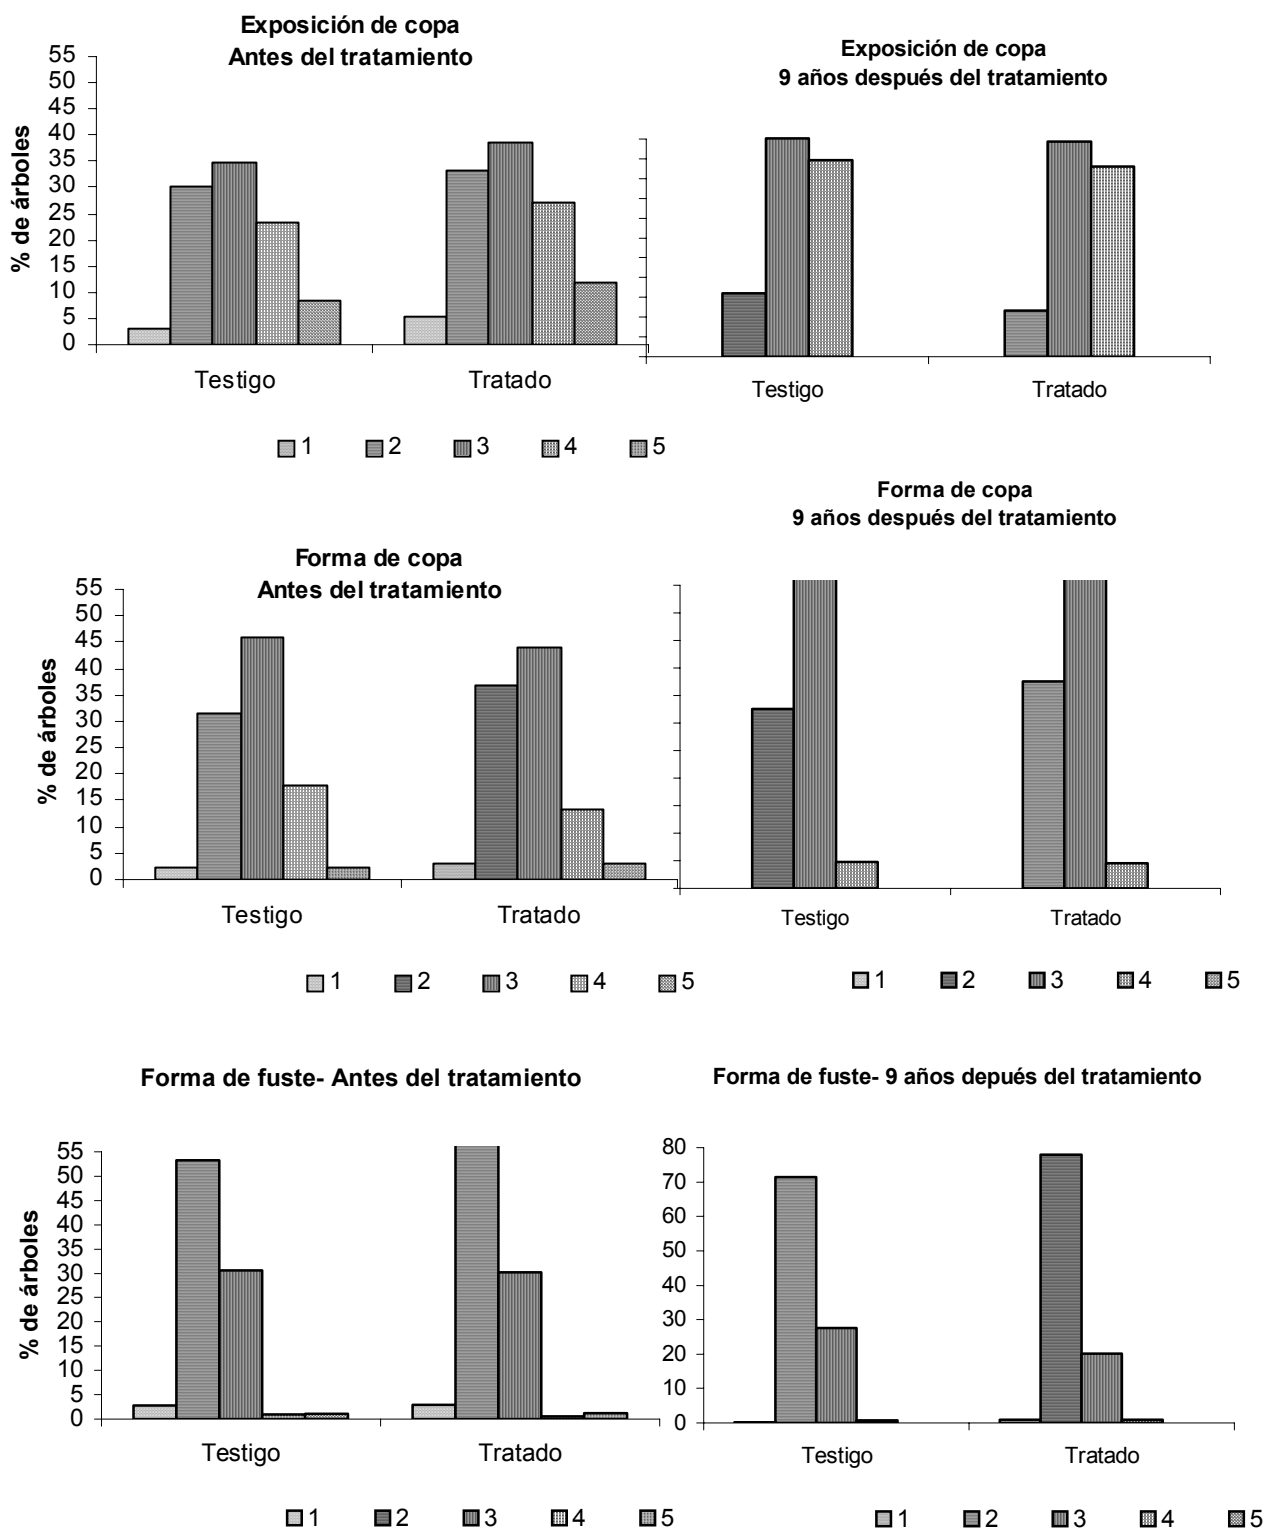 Exposición de copa
Antes del tratamiento
% de árboles
55
50
45
40
35
30
25
20
15
10
5
0
Testigo Tratado
1 2 3 4 5
Exposición de copa
9 años después del tratamiento
Testigo Tratado
Forma de copa
Antes del tratamiento
% de árboles
55
50
45
40
35
30
25
20
15
10
5
0
Testigo Tratado
1 2 3 4 5
Forma de copa
9 años después del tratamiento
Testigo Tratado
1 2 3 4 5
Forma de fuste- Antes del tratamiento
% de árboles
55
50
45
40
35
30
25
20
15
10
5
0
Testigo Tratado
1 2 3 4 5
Forma de fuste- 9 años depués del tratamiento
80
70
60
50
40
30
20
10
0
Testigo Tratado
1 2 3 4 5